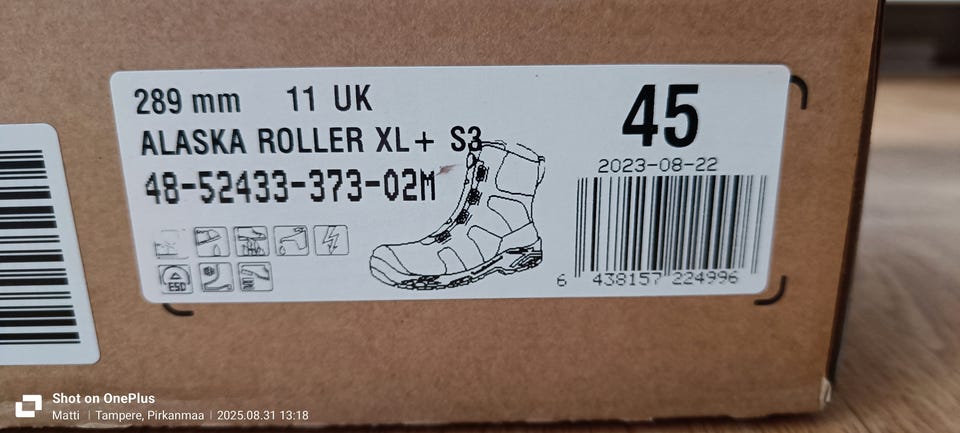 289 mm 11 UK
ALASKA ROLLER XL+ S3
48-52433-373-02M
ESD
45
2023-08-22
6 438157 224996
Shot on OnePlus
Matti | Tampere, Pirkanmaa | 2025.08.31 13:18